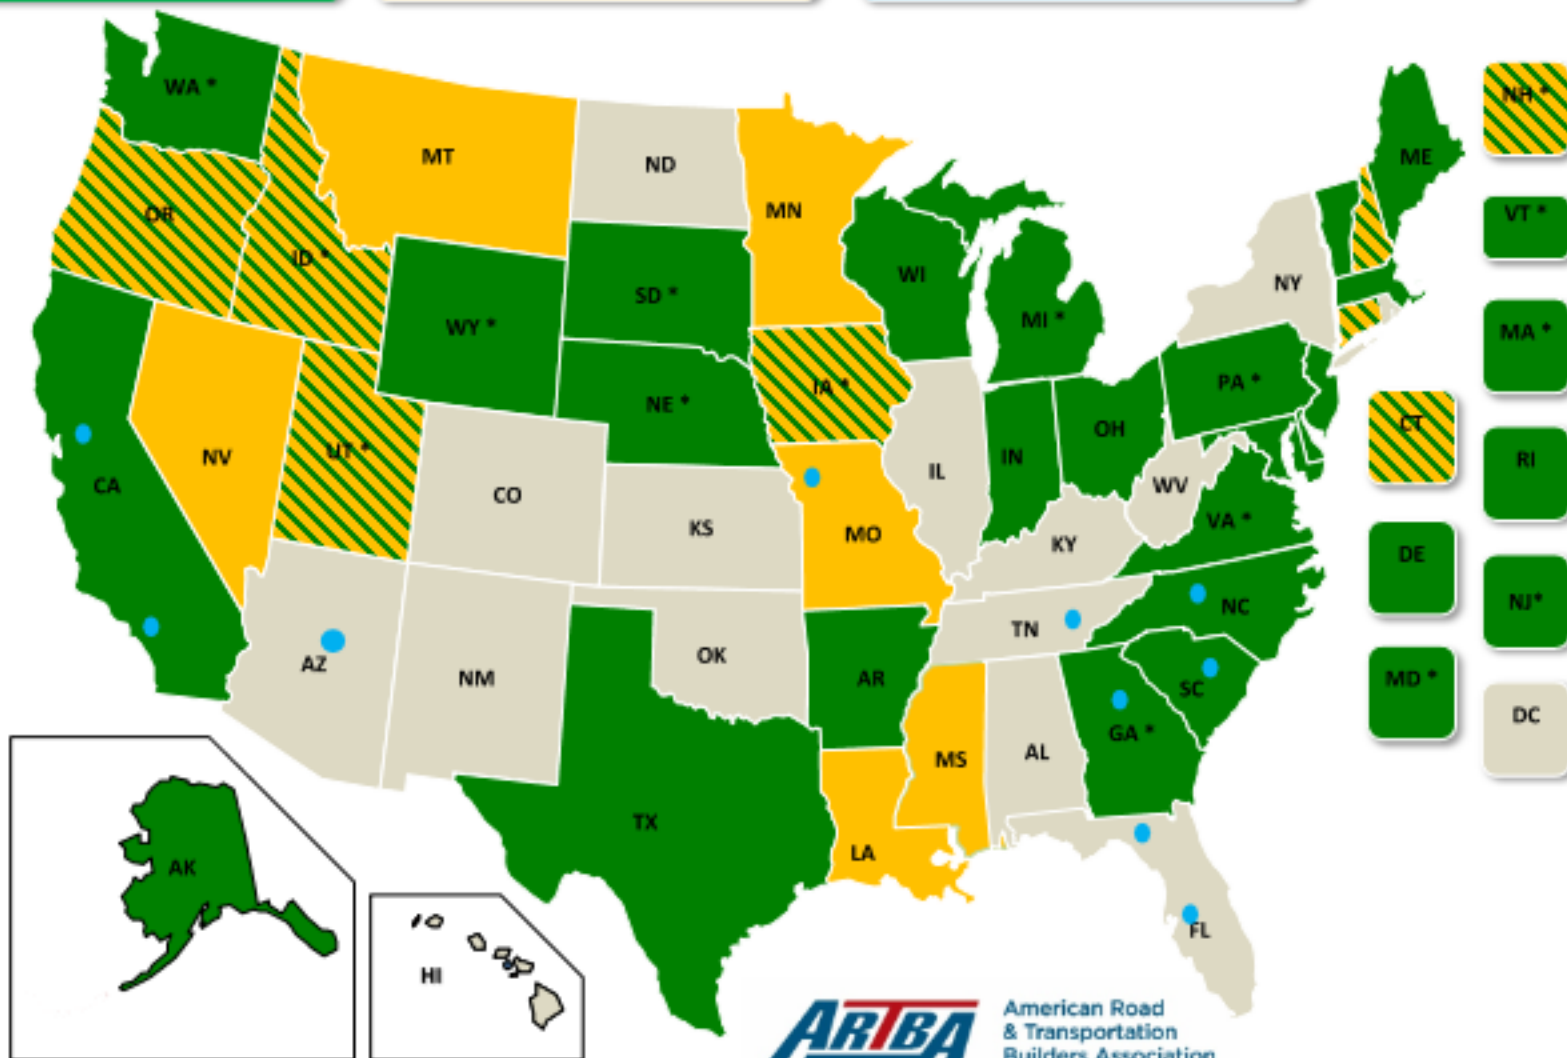 WA *
MT
ND
MN
OR
ID *
WY *
SD *
WI
MI *
NY
ME
NH *
VT *
MA *
CA
NV
UT *
CO
NE *
KS
IA *
MO
IL
IN
OH
PA *
WV
KY
VA *
CT
RI
DE
NJ*
MD *
DC
AZ
NM
OK
AR
TN
NC
SC
TX
LA
MS
AL
GA *
FL
AK
HI
ARTBA
American Road
& Transportation
Builders Association